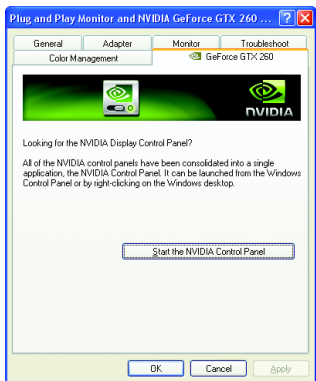 Plug and Play Monitor and NVIDIA GeForce GTX 260 ...
General Adapter Monitor Troubleshoot
Color Management GeForce GTX 260
NVIDIA
Looking for the NVIDIA Display Control Panel?
All of the NVIDIA control panels have been consolidated into a single
application, the NVIDIA Control Panel. It can be launched from the Windows
Control Panel or by right-clicking on the Windows desktop.
Start the NVIDIA Control Panel
OK Cancel Apply